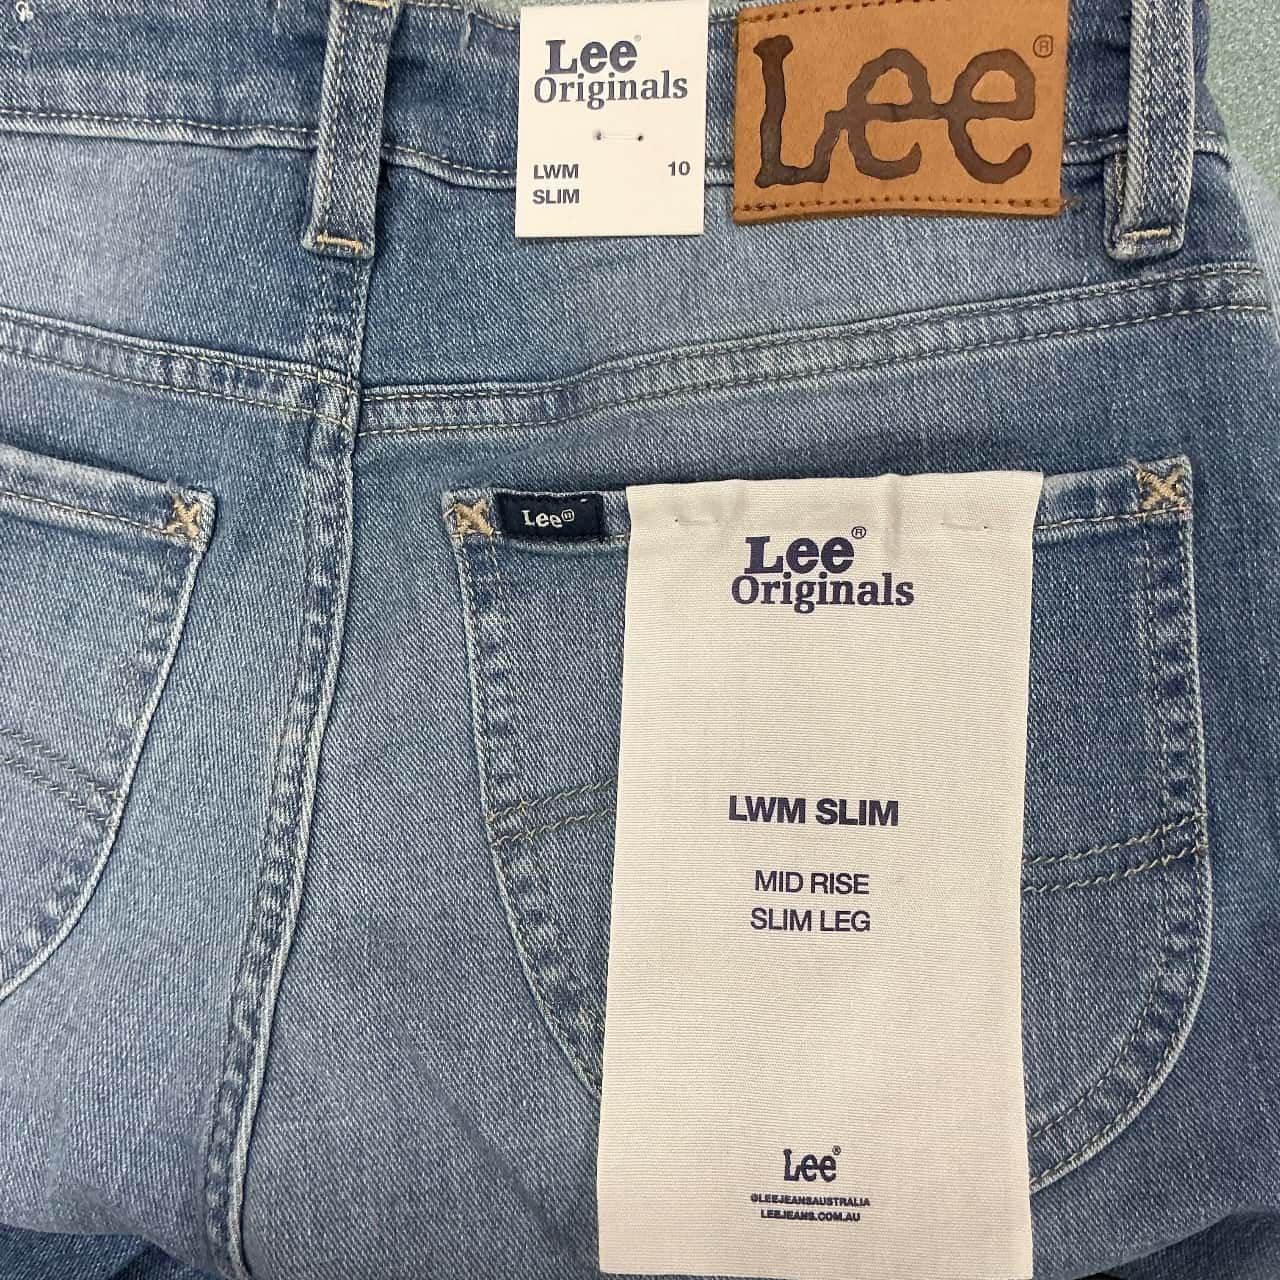 Lee®
Originals
LWM 10
SLIM
Lee®
Lee®
Lee®
Originals
LWM SLIM
MID RISE
SLIM LEG
Lee®
@LEEJEANSAUSTRALIA
LEEJEANS.COM.AU